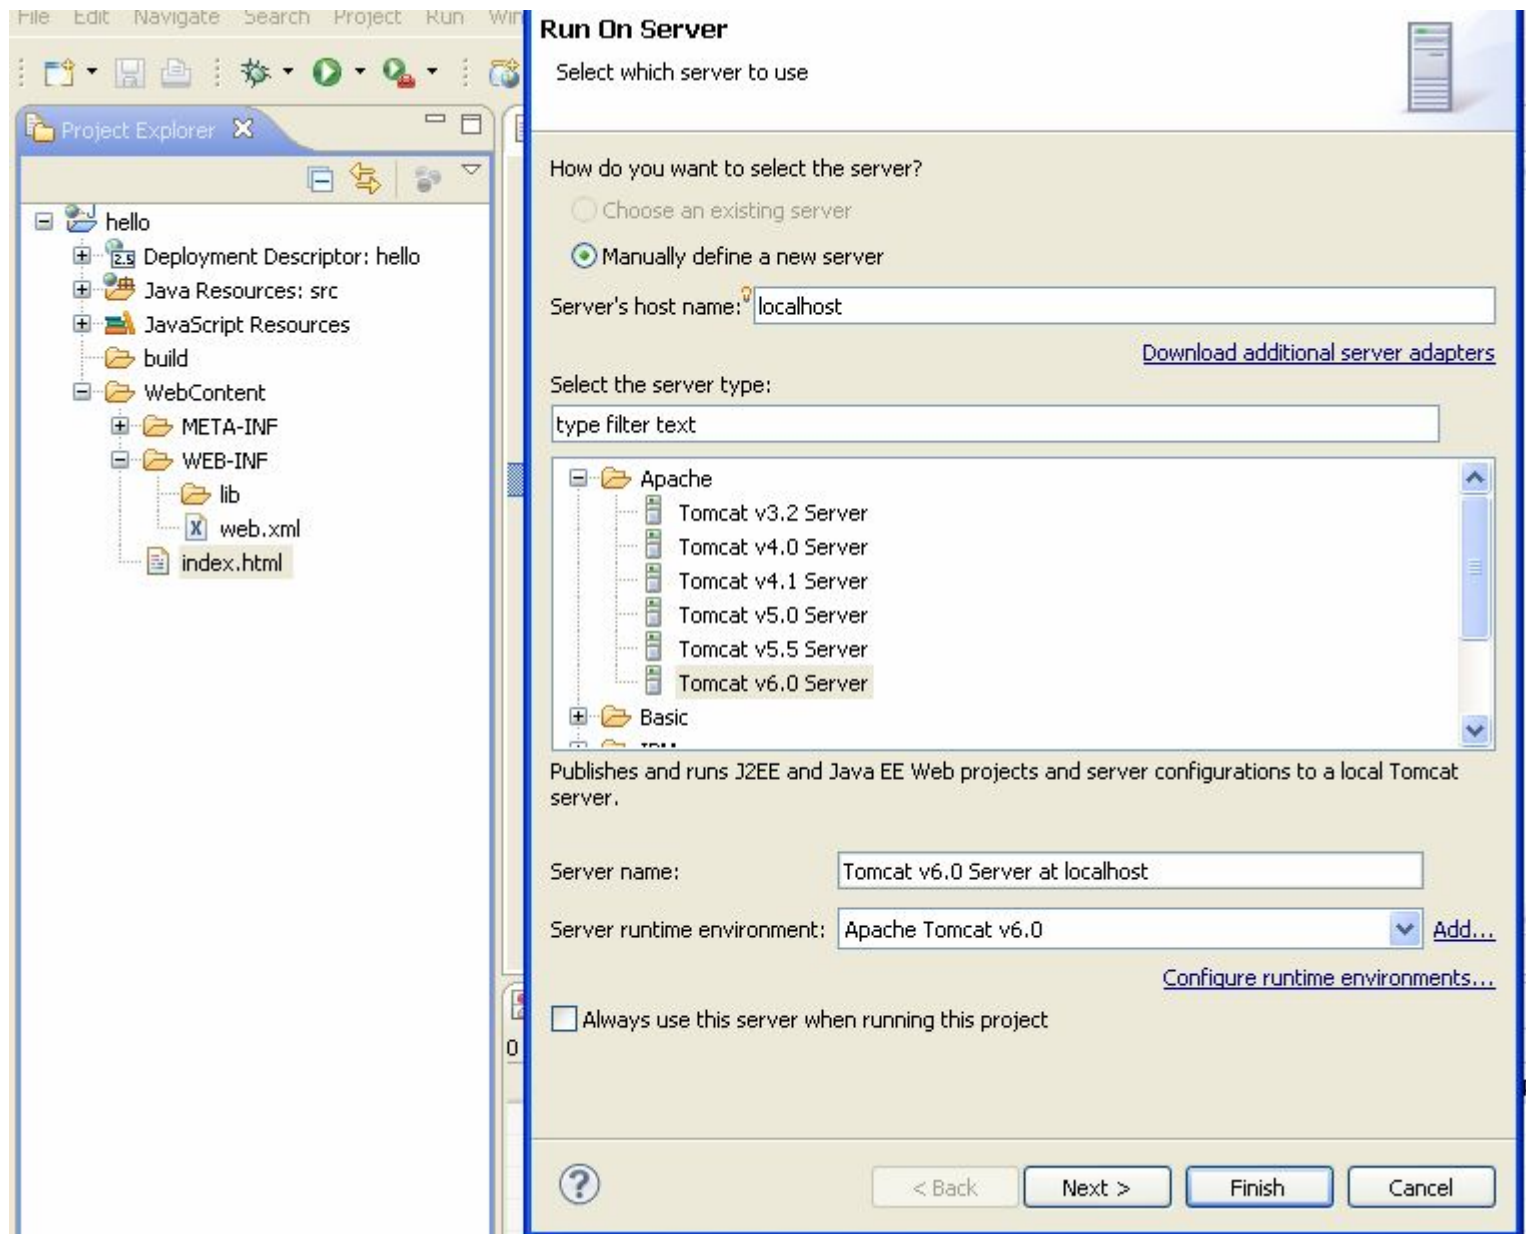 File Edit Navigate Search Project Run Win
Project Explorer
hello
Deployment Descriptor: hello
2.5
Java Resources: src
JavaScript Resources
build
WebContent
META-INF
WEB-INF
lib
web.xml
index.html
0
Run On Server
Select which server to use
How do you want to select the server?
Choose an existing server
Manually define a new server
Server's host name: localhost
Download additional server adapters
Select the server type:
type filter text
Apache
Tomcat v3.2 Server
Tomcat v4.0 Server
Tomcat v4.1 Server
Tomcat v5.0 Server
Tomcat v5.5 Server
Tomcat v6.0 Server
Basic
Publishes and runs J2EE and Java EE Web projects and server configurations to a local Tomcat
server.
Server name: Tomcat v6.0 Server at localhost
Server runtime environment: Apache Tomcat v6.0 Add...
Configure runtime environments...
Always use this server when running this project
< Back Next > Finish Cancel